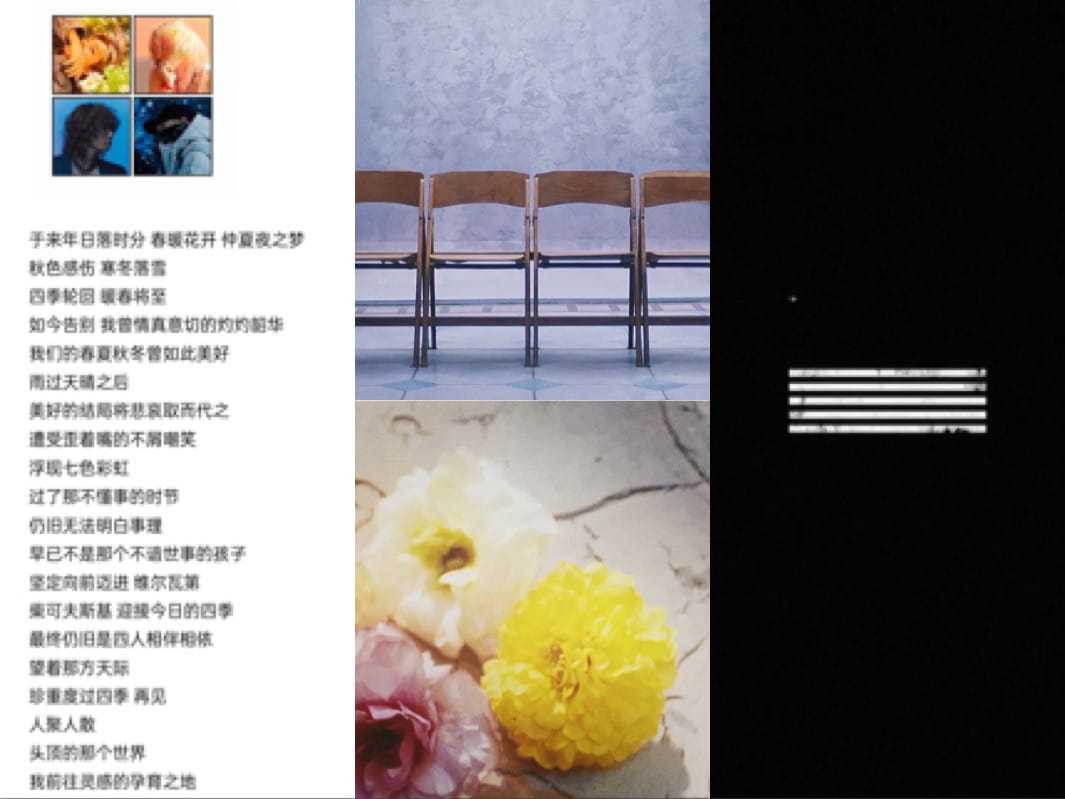 于来年日落时分 春暖花开 仲夏夜之梦
秋色感伤 寒冬落雪
四季轮回 暖春将至
如今告别 我曾情真意切的灼灼韶华
我们的春夏秋冬曾如此美好
雨过天晴之后
美好的结局将悲哀取而代之
遭受歪着嘴的不屑嘲笑
浮现七色彩虹
过了那不懂事的时节
仍旧无法明白事理
早已不是那个不谙世事的孩子
坚定向前迈进 维尔瓦第
柴可夫斯基 迎接今日的四季
最终仍旧是四人相伴相依
望着那方天际
珍重度过四季 再见
人聚人散
头顶的那个世界
我前往灵感的孕育之地